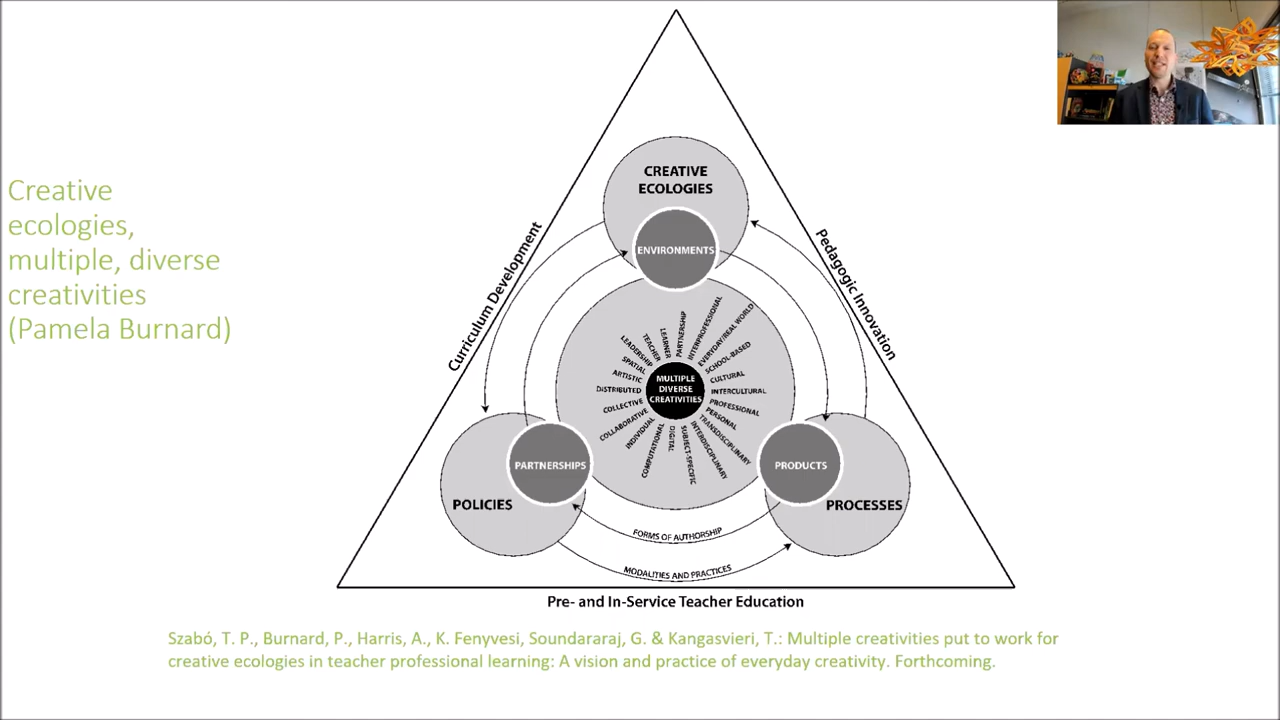 Creative
ecologies,
multiple, diverse
creativities
(Pamela Burnard)
Curriculum Development
Pedagogic Innovation
CREATIVE
ECOLOGIES
ENVIRONMENTS
MULTIPLE
DIVERSE
CREATIVITIES
PARTNERSHIP
INTERPROFESSIONAL
EVERYDAY/REAL WORLD
SCHOOL-BASED
CULTURAL
INTERCULTURAL
PROFESSIONAL
PERSONAL
TRANSDISCIPLINARY
INTERDISCIPLINARY
SUBJECT-SPECIFIC
DIGITAL
COMPUTATIONAL
INDIVIDUAL
COLLABORATIVE
COLLECTIVE
DISTRIBUTED
ARTISTIC
SPATIAL
LEADERSHIP
TEACHER
LEARNER
PARTNERSHIPS
POLICIES
PRODUCTS
PROCESSES
FORMS OF AUTHORSHIP
MODALITIES AND PRACTICES
Pre- and In-Service Teacher Education
Szabó, T. P., Burnard, P., Harris, A., K. Fenyvesi, Soundararaj, G. & Kangasvieri, T.: Multiple creativities put to work for
creative ecologies in teacher professional learning: A vision and practice of everyday creativity. Forthcoming.